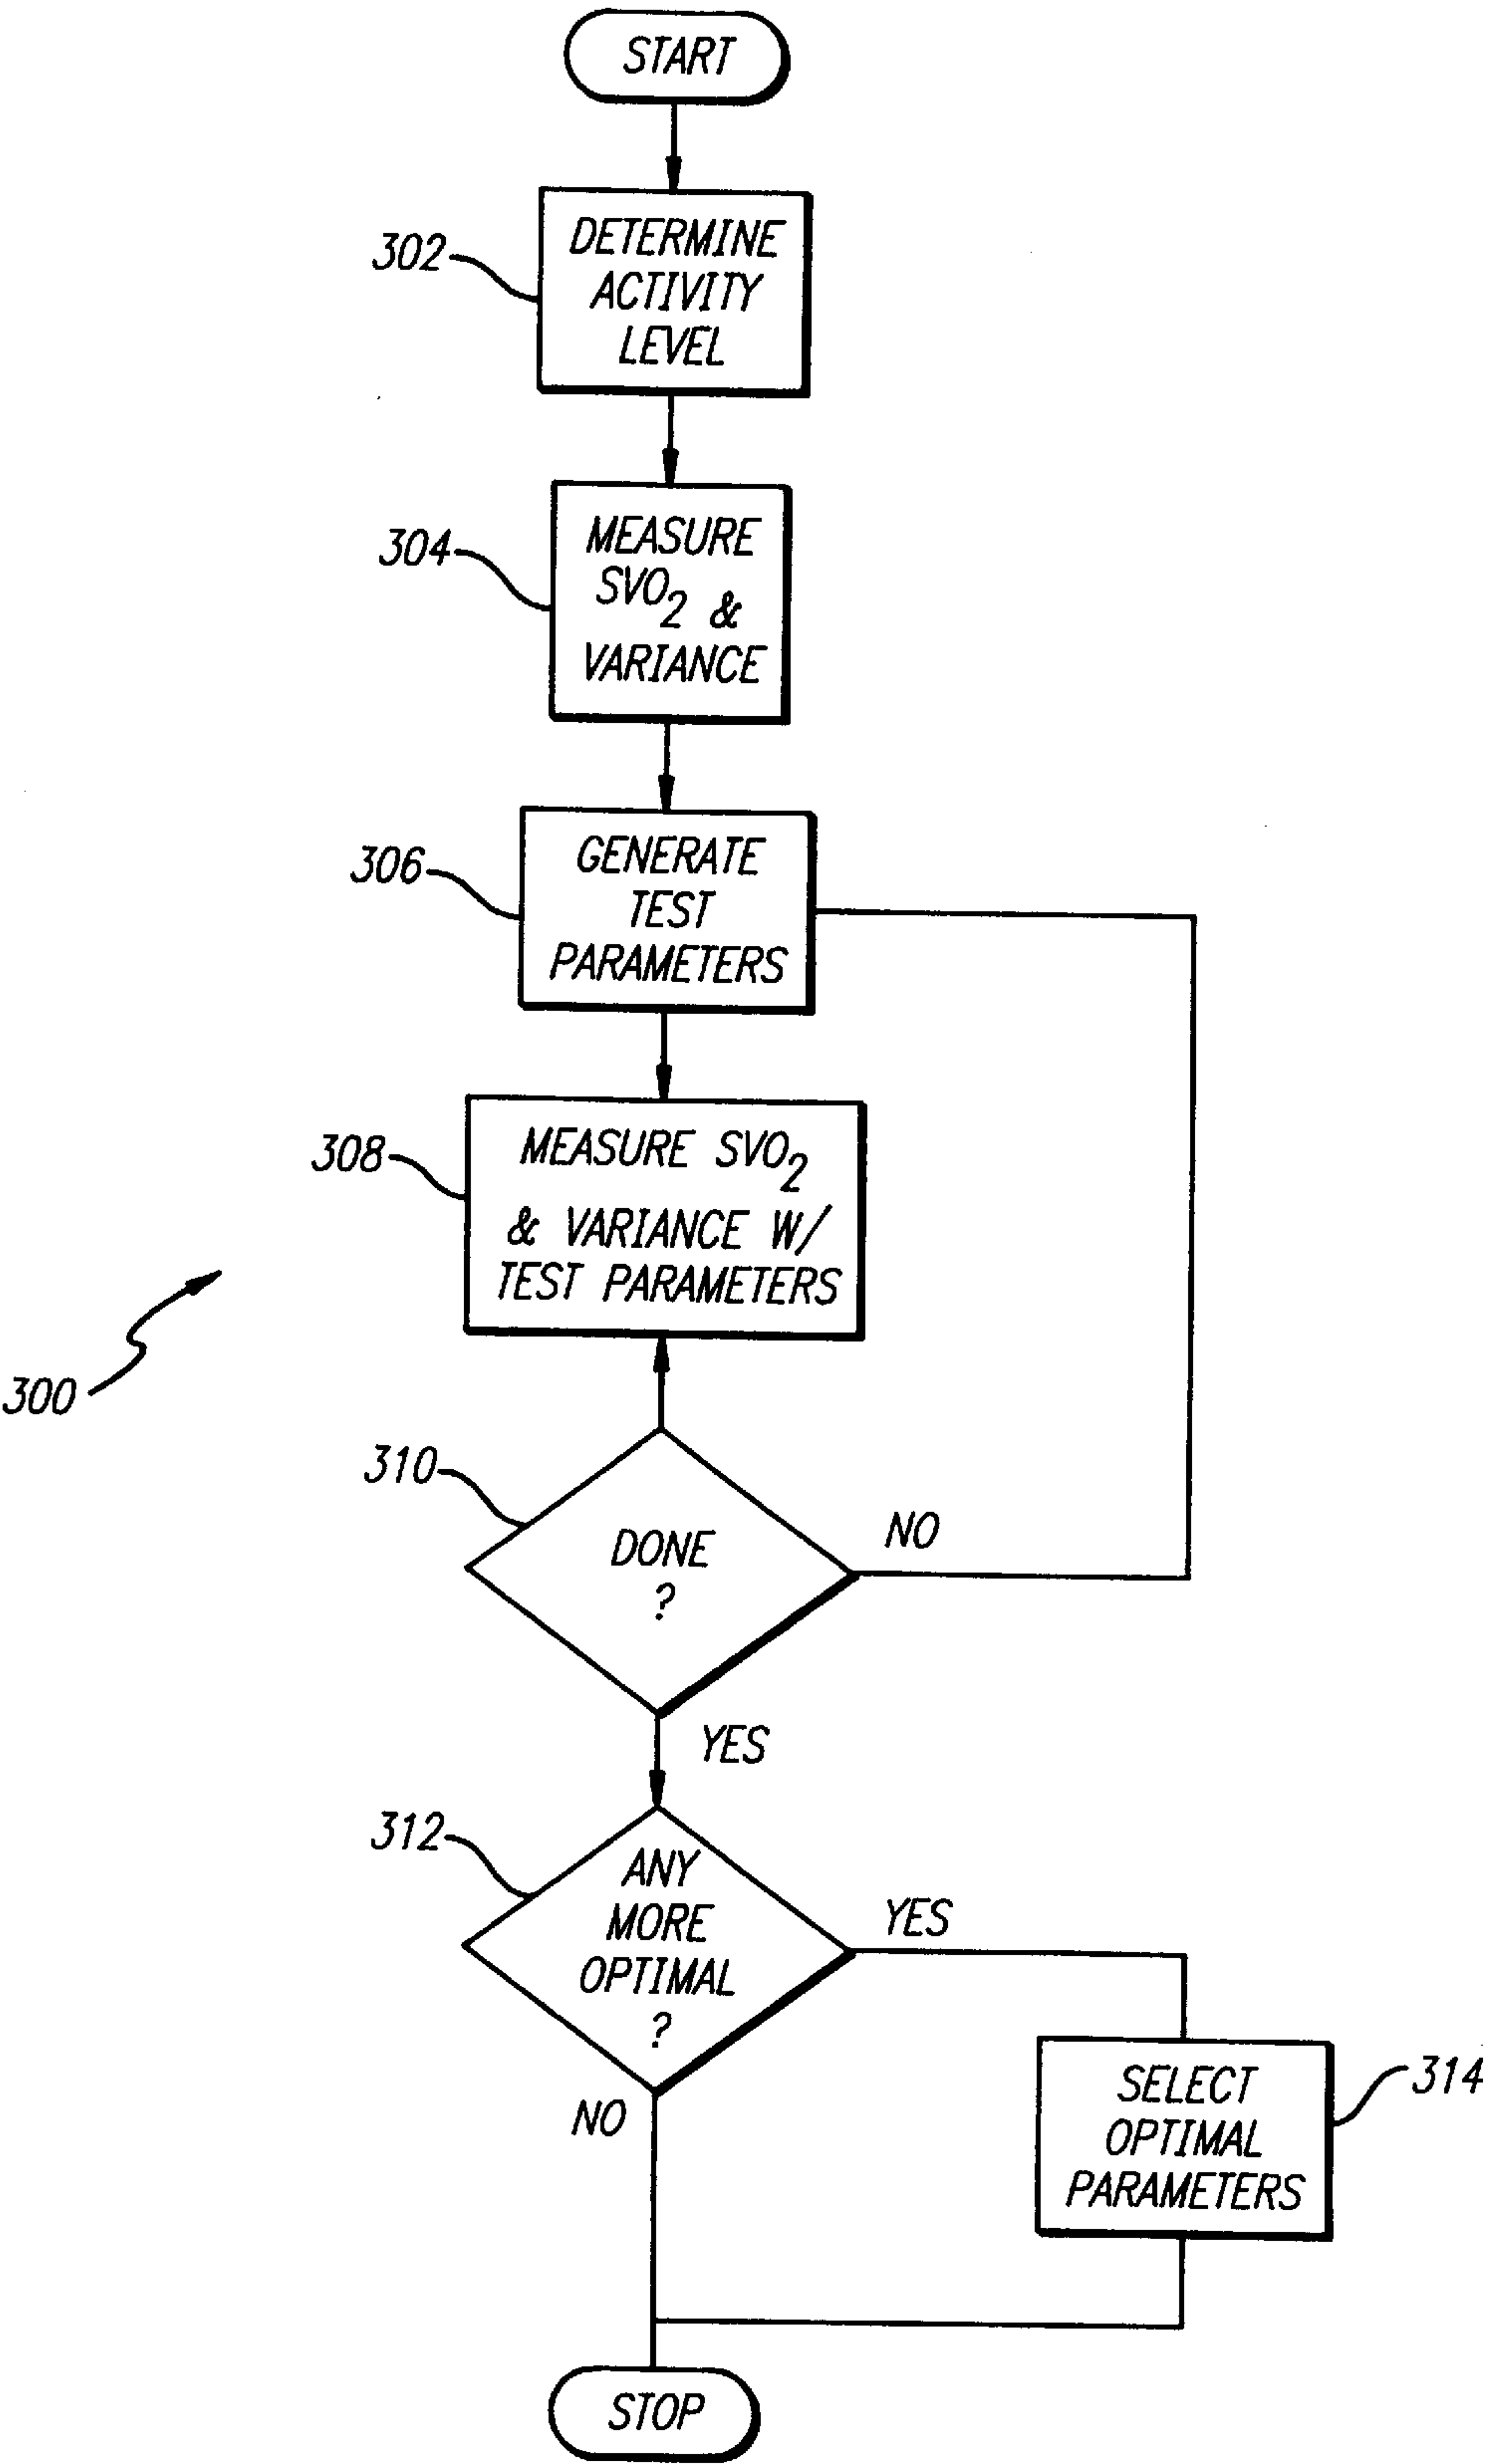 START
302
DETERMINE
ACTIVITY
LEVEL
304
MEASURE
SVO₂ &
VARIANCE
306
GENERATE
TEST
PARAMETERS
308
MEASURE SVO₂
& VARIANCE W/
TEST PARAMETERS
300
310
DONE
?
NO
YES
312
ANY
MORE
OPTIMAL
?
YES
NO
SELECT
OPTIMAL
PARAMETERS
314
STOP